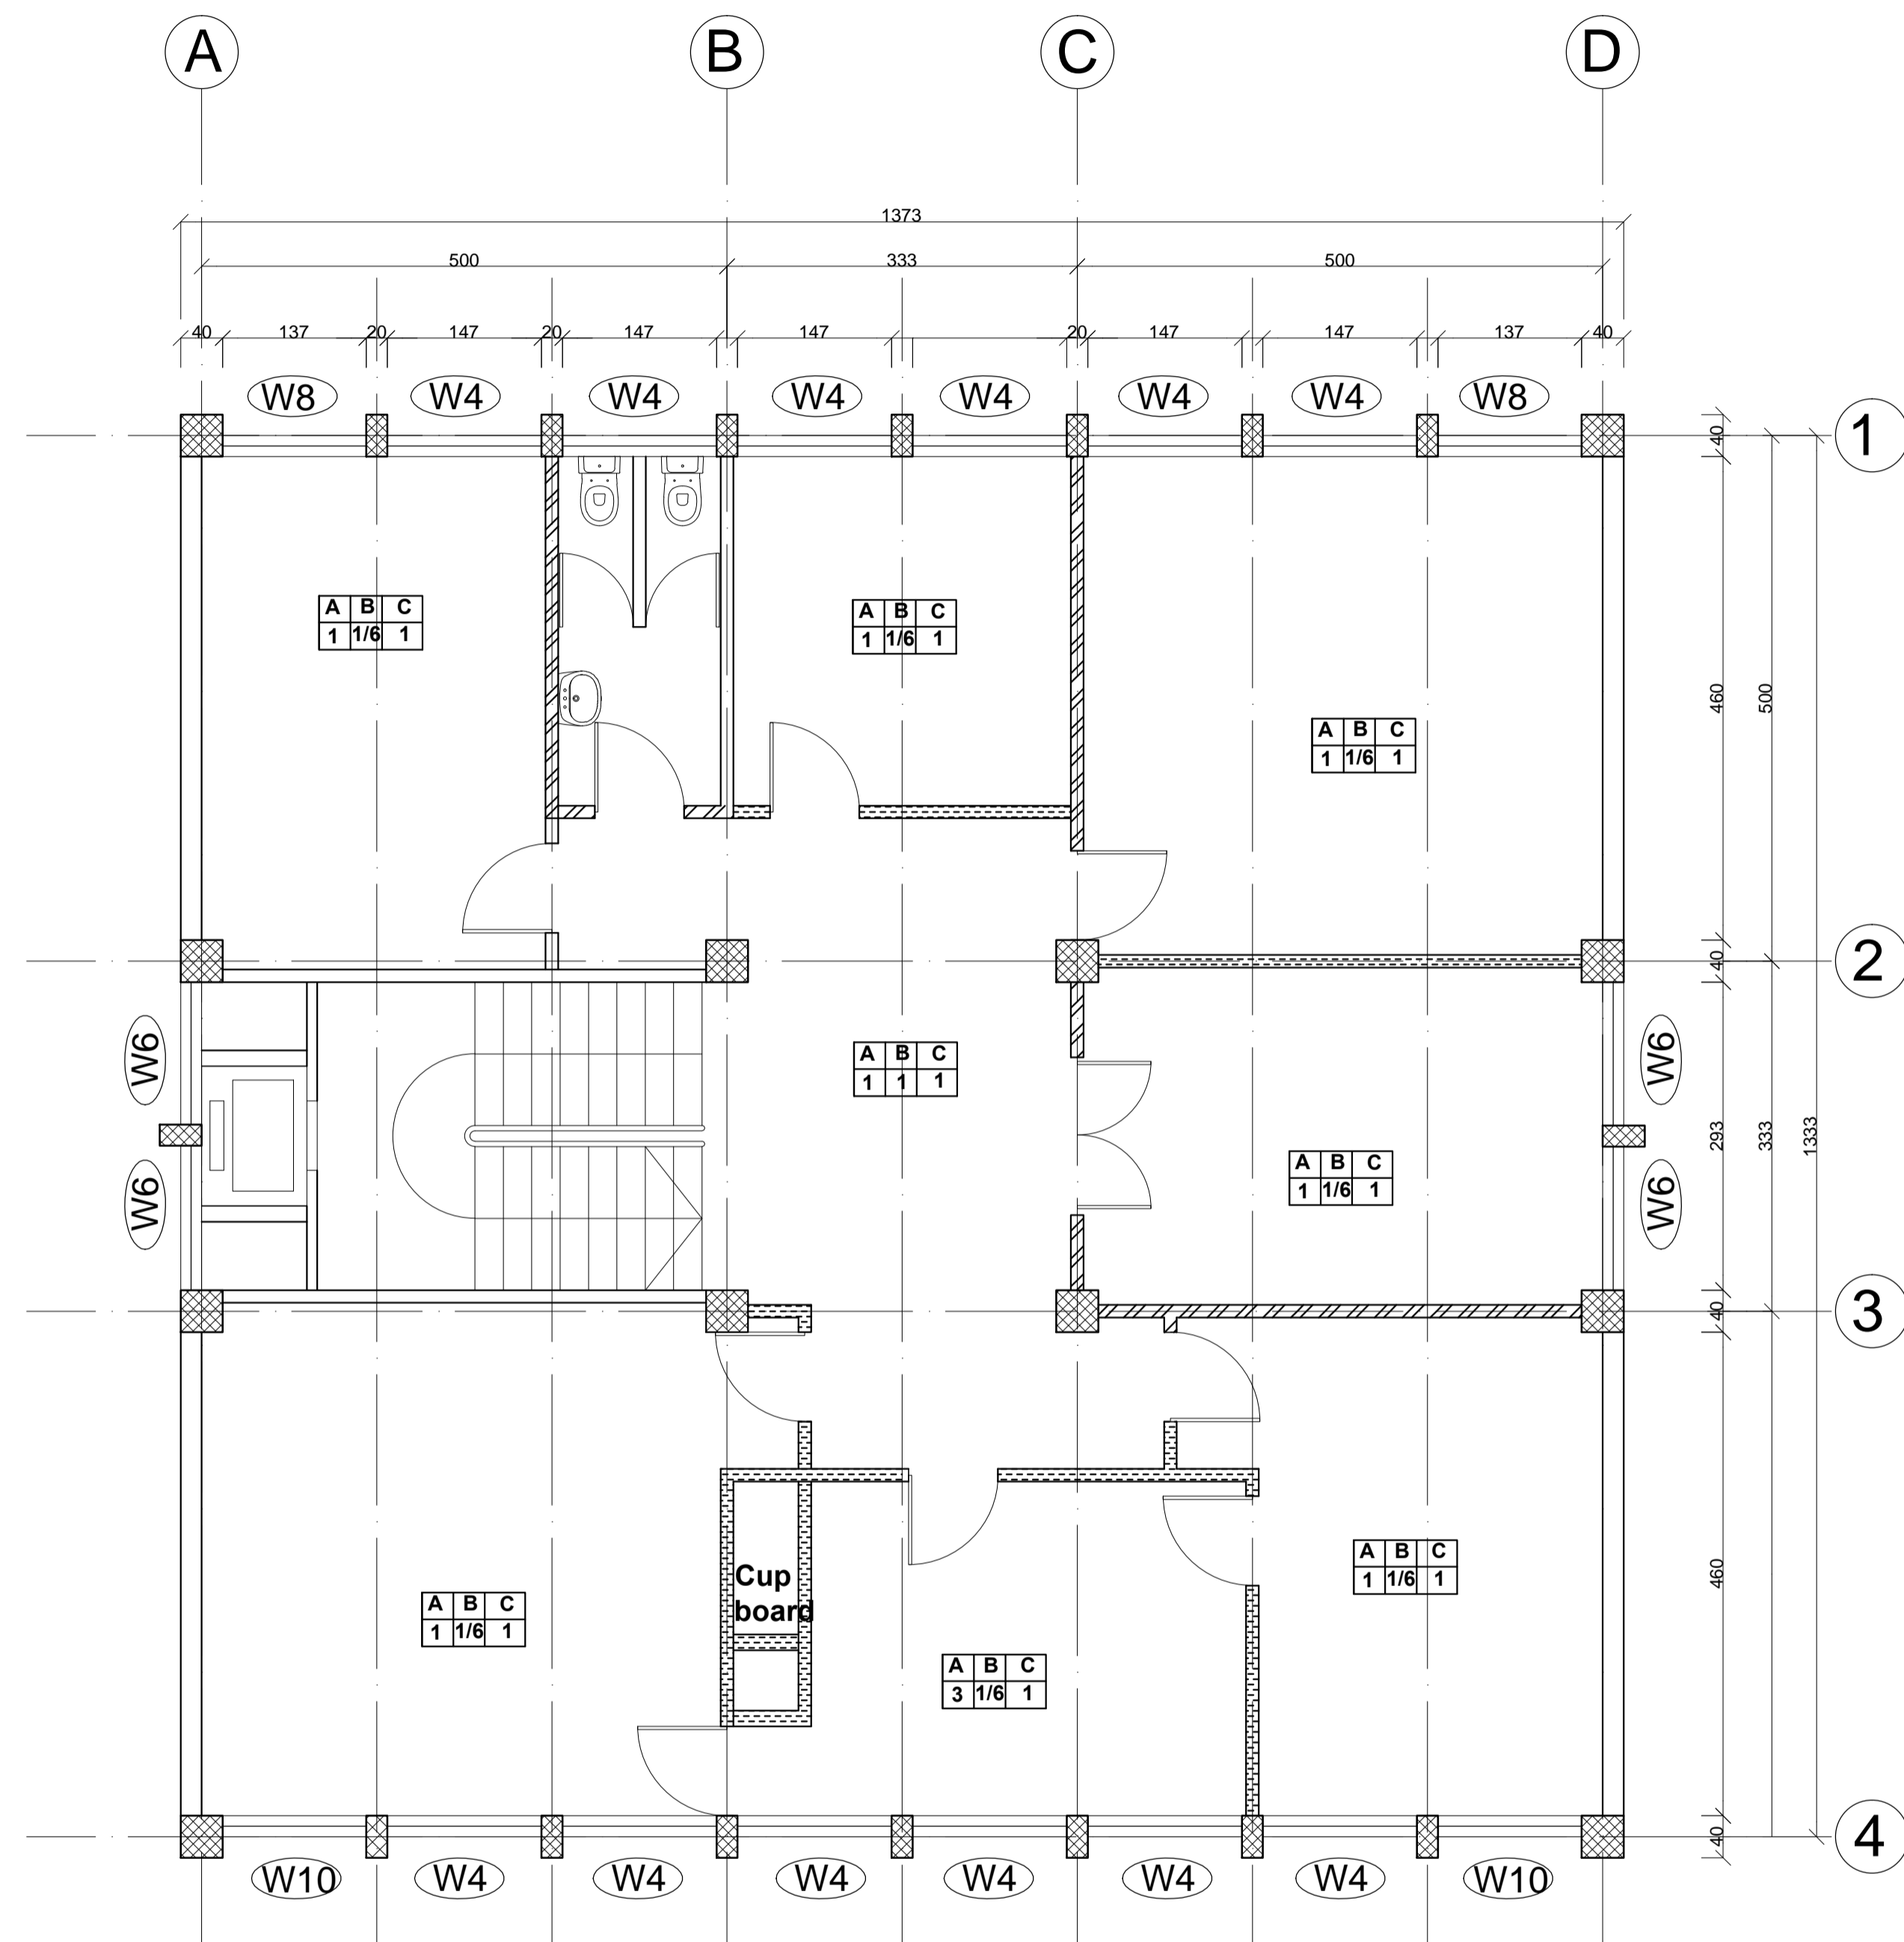 A B C D
1373
500 333 500
40 137 20 147 20 147 147 20 147 147 137 40
W8 W4 W4 W4 W4 W4 W4 W8
1
40
A B C
1 1/6 1
A B C
1 1/6 1
460 500
A B C
1 1/6 1
2
40
W6
W6
A B C
1 1 1
293 333 1333
W6
W6
A B C
1 1/6 1
3
40
A B C
1 1/6 1
460
Cup
board
A B C
1 1/6 1
A B C
3 1/6 1
4
40
W10 W4 W4 W4 W4 W4 W4 W10